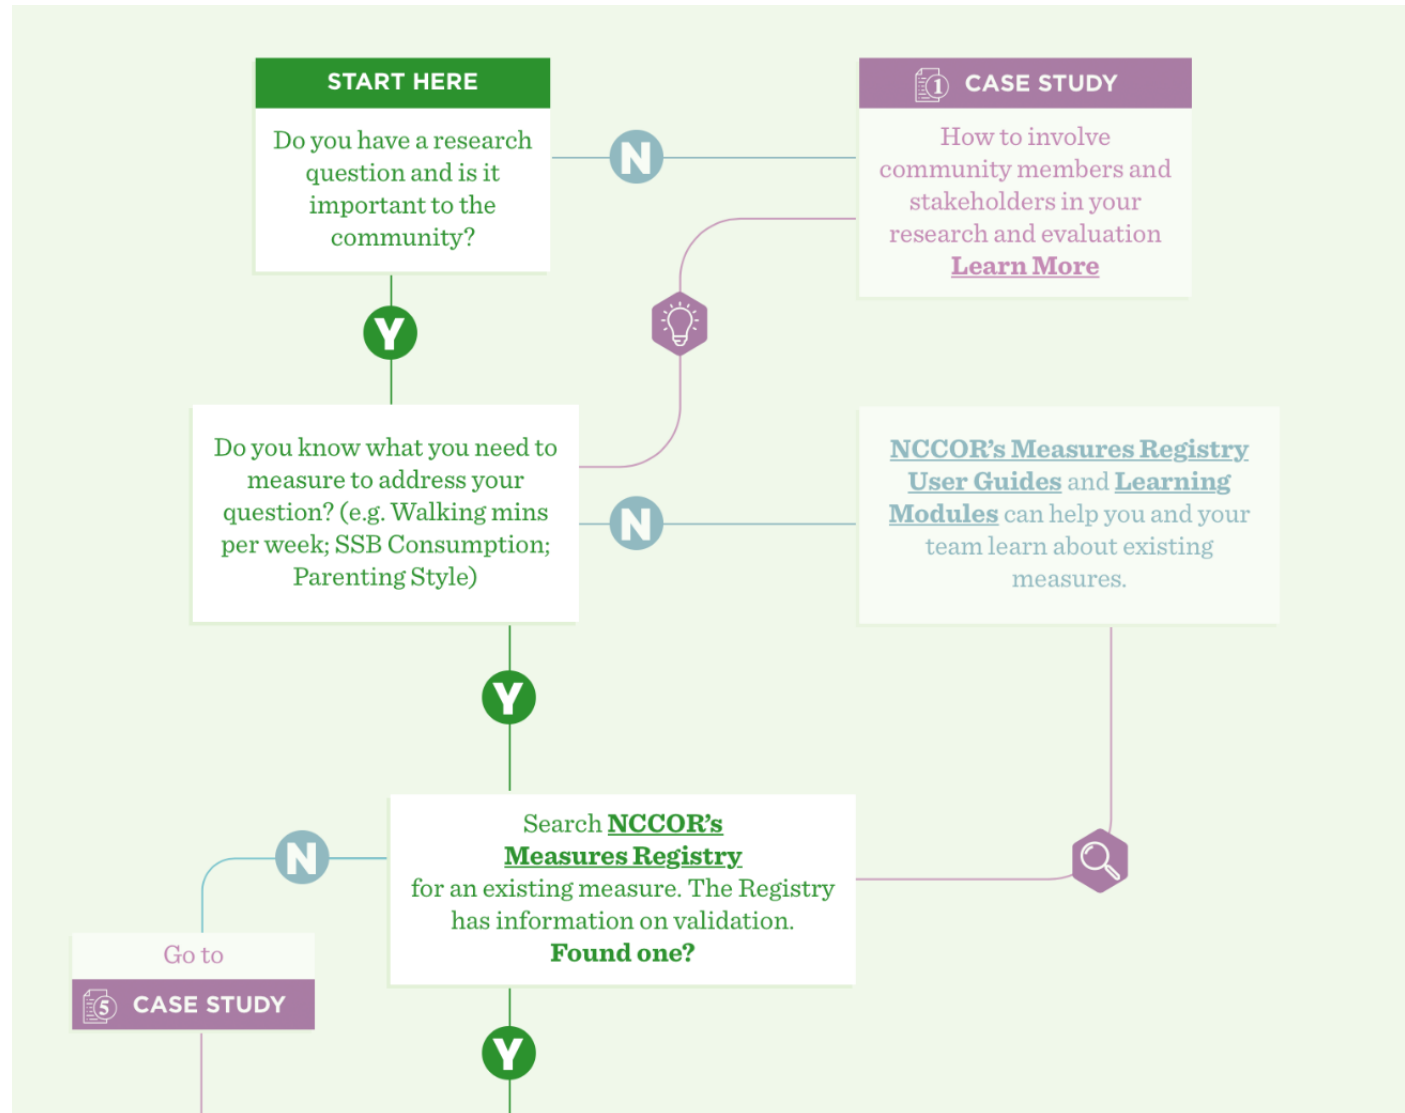 START HERE
Do you have a research
question and is it
important to the
community?
N
1 CASE STUDY
How to involve
community members and
stakeholders in your
research and evaluation
Learn More
Y
Do you know what you need to
measure to address your
question? (e.g. Walking mins
per week; SSB Consumption;
Parenting Style)
N
NCCOR's Measures Registry
User Guides and Learning
Modules can help you and your
team learn about existing
measures.
Y
Search NCCOR's
Measures Registry
for an existing measure. The Registry
has information on validation.
Found one?
N
Go to
5 CASE STUDY
Y